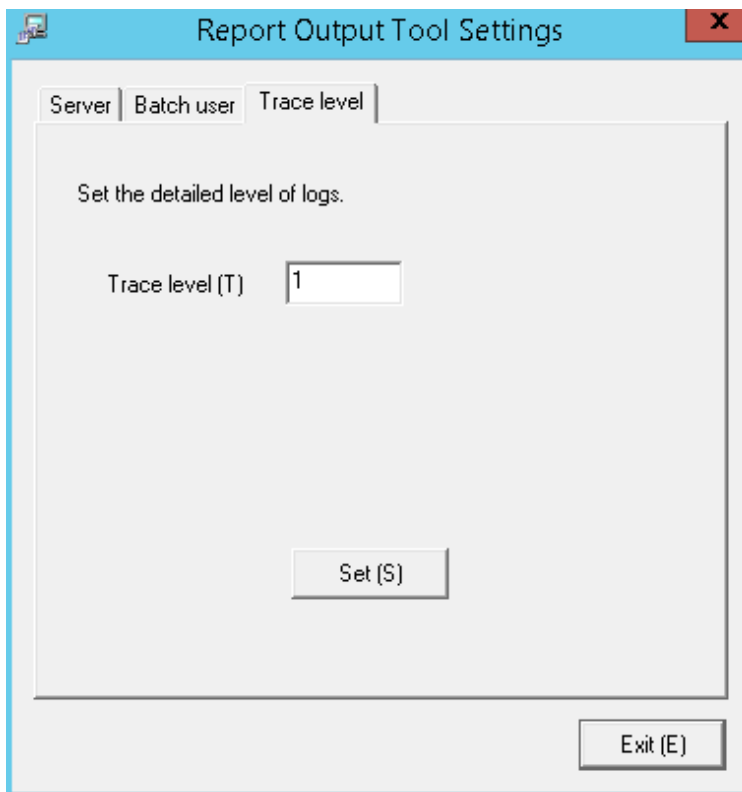 Report Output Tool Settings
x
Server Batch user Trace level
Set the detailed level of logs.
Trace level (T) 1
Set (S)
Exit (E)